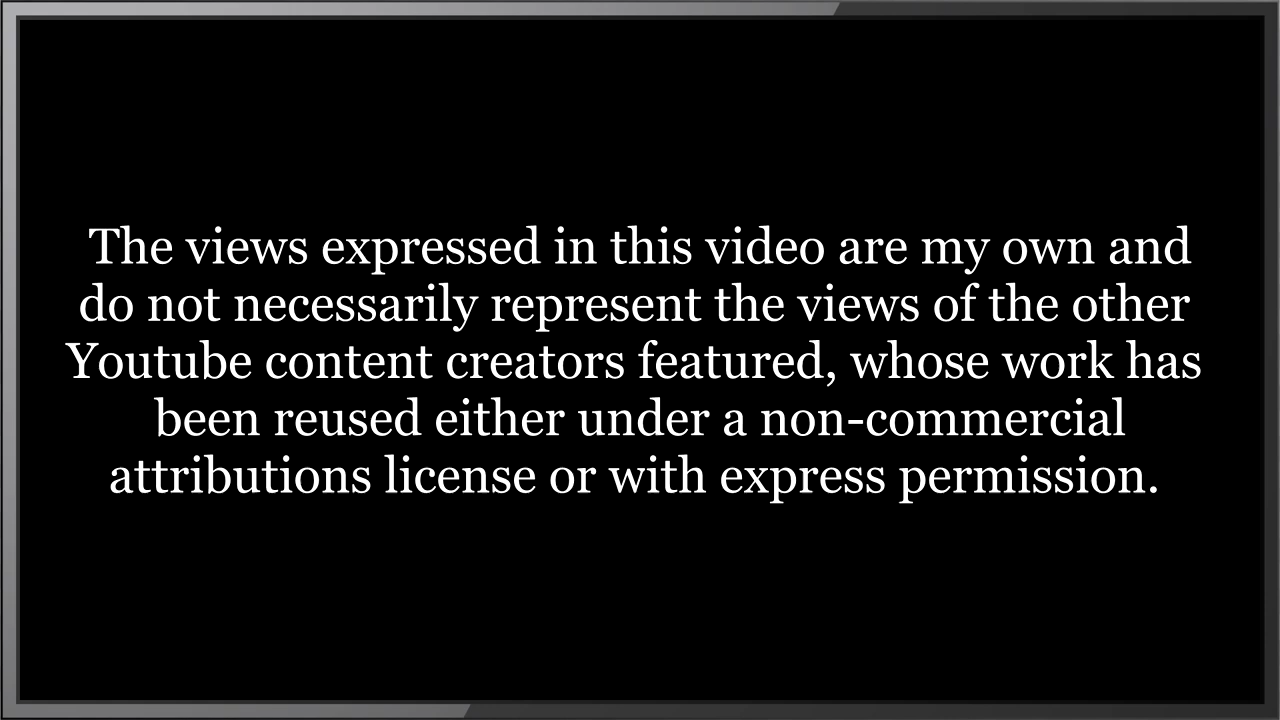 The views expressed in this video are my own and
do not necessarily represent the views of the other
Youtube content creators featured, whose work has
been reused either under a non-commercial
attributions license or with express permission.